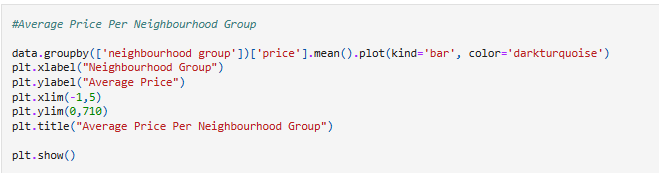 #Average Price Per Neighbourhood Group
data.groupby(['neighbourhood group'])['price'].mean().plot(kind='bar', color='darkturquoise')
plt.xlabel("Neighbourhood Group")
plt.ylabel("Average Price")
plt.xlim(-1,5)
plt.ylim(0,710)
plt.title("Average Price Per Neighbourhood Group")
plt.show()